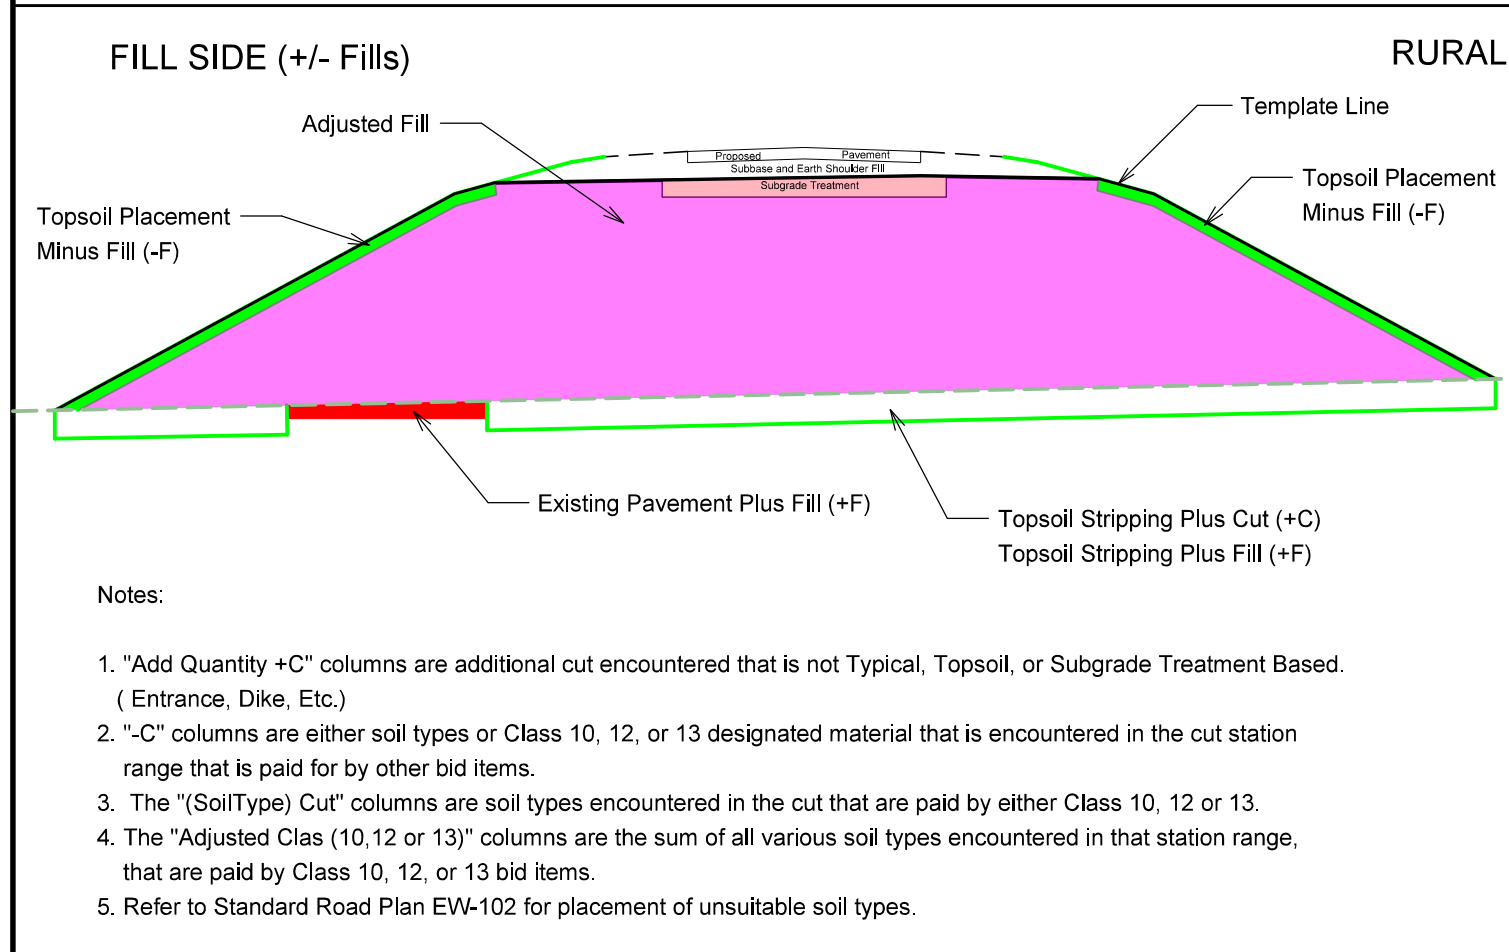 FILL SIDE (+/- Fills)
RURAL
Adjusted Fill
Template Line
Proposed Pavement
Subbase and Earth Shoulder Fill
Subgrade Treatment
Topsoil Placement
Minus Fill (-F)
Topsoil Placement
Minus Fill (-F)
Existing Pavement Plus Fill (+F)
Topsoil Stripping Plus Cut (+C)
Topsoil Stripping Plus Fill (+F)
Notes:
1. "Add Quantity +C" columns are additional cut encountered that is not Typical, Topsoil, or Subgrade Treatment Based.
( Entrance, Dike, Etc.)
2. "-C" columns are either soil types or Class 10, 12, or 13 designated material that is encountered in the cut station
range that is paid for by other bid items.
3. The "(SoilType) Cut" columns are soil types encountered in the cut that are paid by either Class 10, 12 or 13.
4. The "Adjusted Clas (10,12 or 13)" columns are the sum of all various soil types encountered in that station range,
that are paid by Class 10, 12, or 13 bid items.
5. Refer to Standard Road Plan EW-102 for placement of unsuitable soil types.